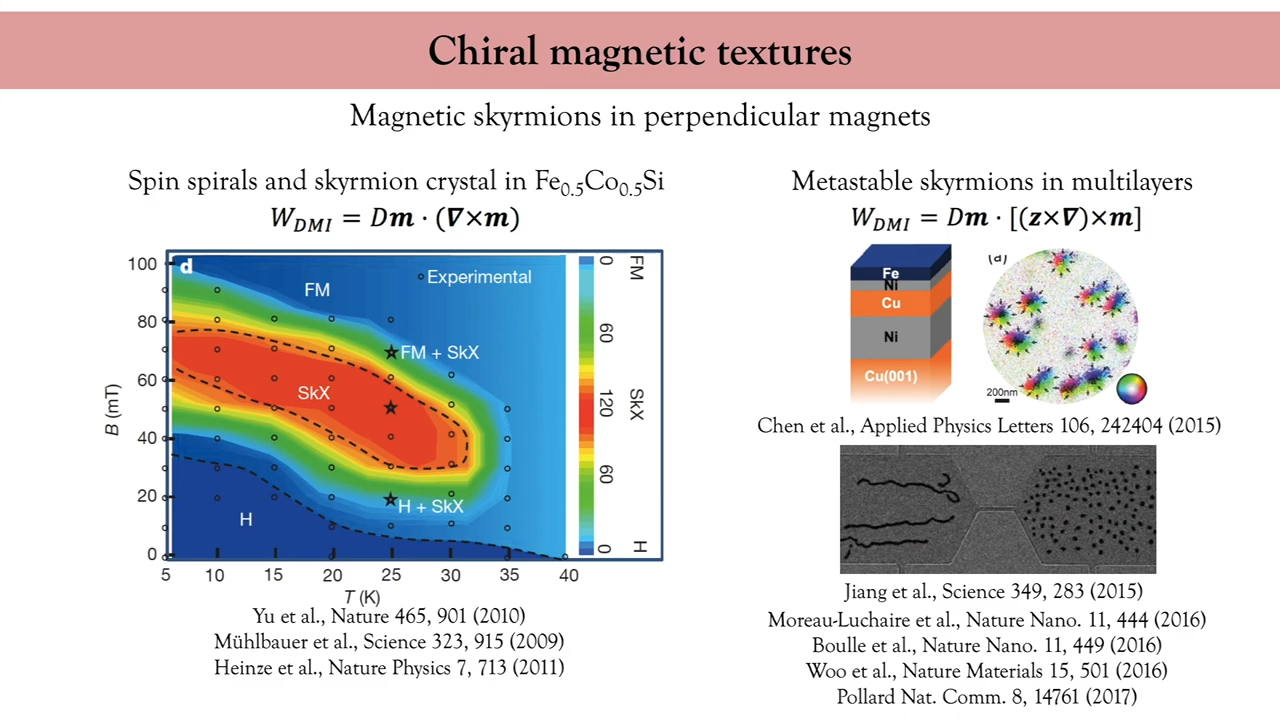 Chiral magnetic textures
Magnetic skyrmions in perpendicular magnets
Spin spirals and skyrmion crystal in Fe₀.₅Co₀.₅Si
W_DMI = Dm · (∇×m)
d
Experimental
FM
FM + SkX
SkX
H + SkX
H
100
80
60
40
20
0
B (mT)
5 10 15 20 25 30 35 40
T (K)
0
60
120
60
0
FM
SkX
H
Yu et al., Nature 465, 901 (2010)
Mühlbauer et al., Science 323, 915 (2009)
Heinze et al., Nature Physics 7, 713 (2011)
Metastable skyrmions in multilayers
W_DMI = Dm · [(z×∇)×m]
Fe
Ni
Cu
Ni
Cu(001)
(a)
200nm
Chen et al., Applied Physics Letters 106, 242404 (2015)
Jiang et al., Science 349, 283 (2015)
Moreau-Luchaire et al., Nature Nano. 11, 444 (2016)
Boulle et al., Nature Nano. 11, 449 (2016)
Woo et al., Nature Materials 15, 501 (2016)
Pollard Nat. Comm. 8, 14761 (2017)